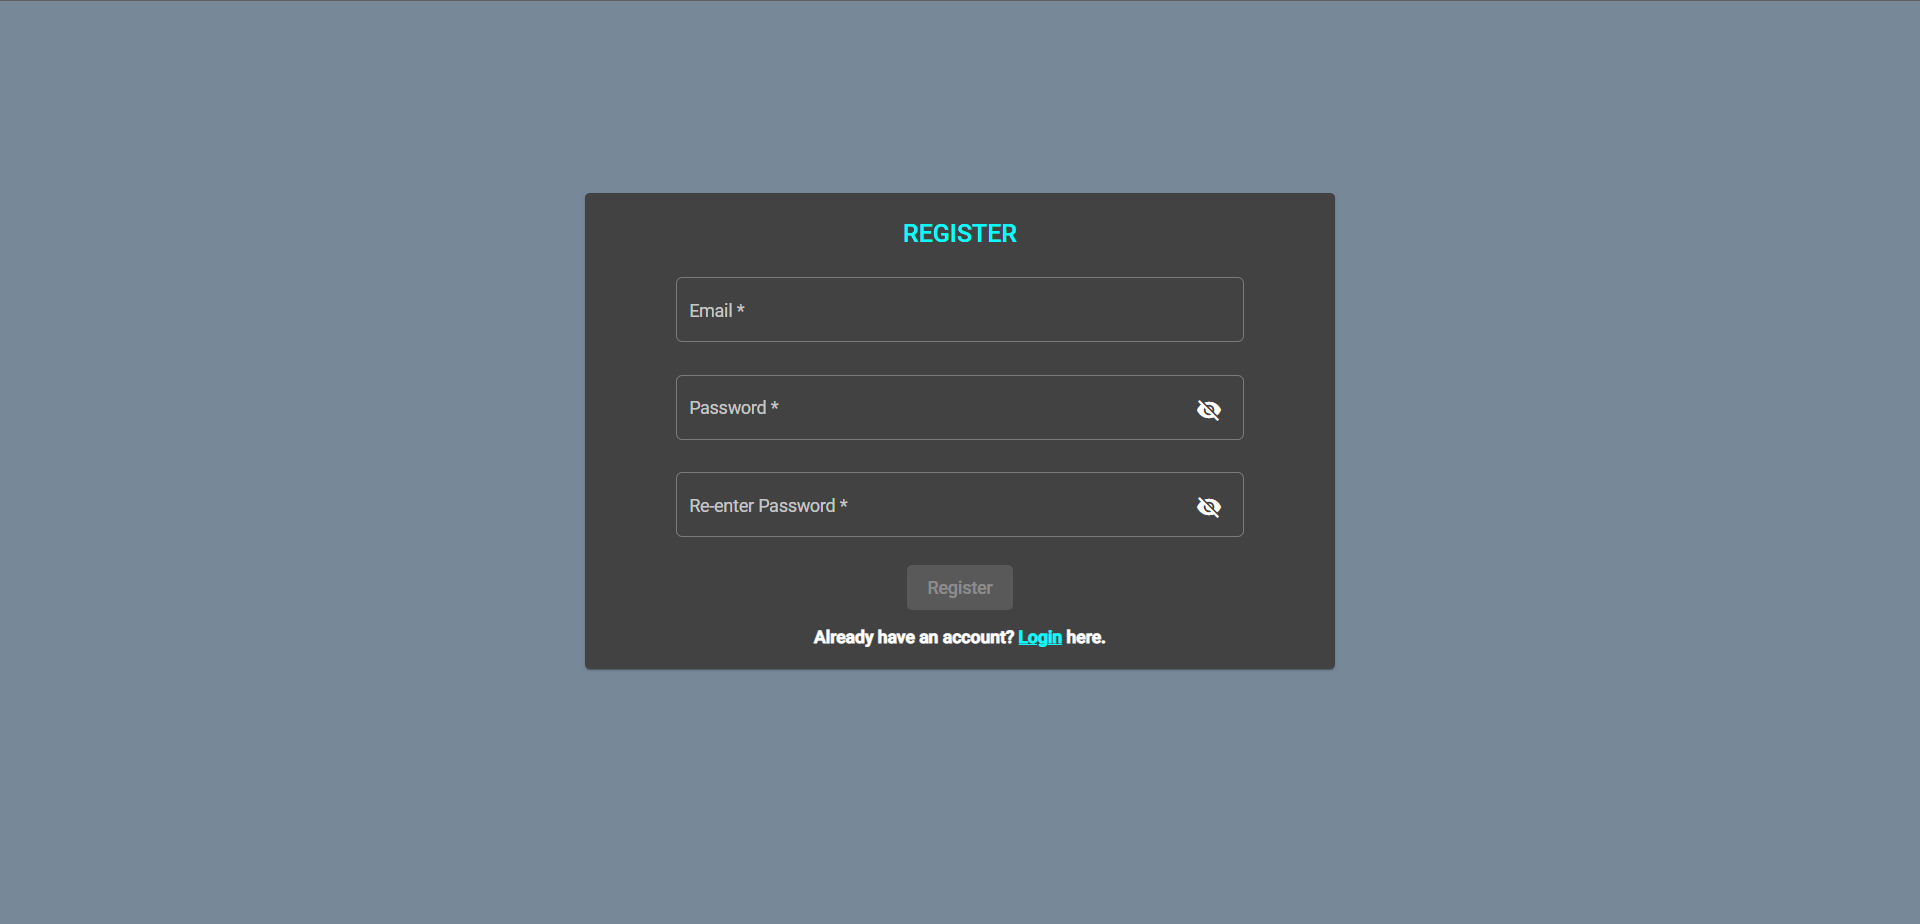 REGISTER
Email *
Password *
Re-enter Password *
Register
Already have an account? Login here.